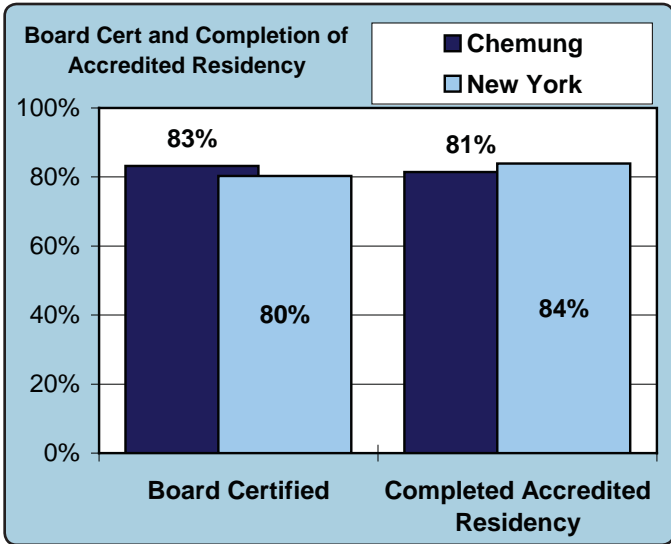 Board Cert and Completion of
Accredited Residency
Chemung
New York
100%
80%
60%
40%
20%
0%
83%
80%
81%
84%
Board Certified
Completed Accredited
Residency